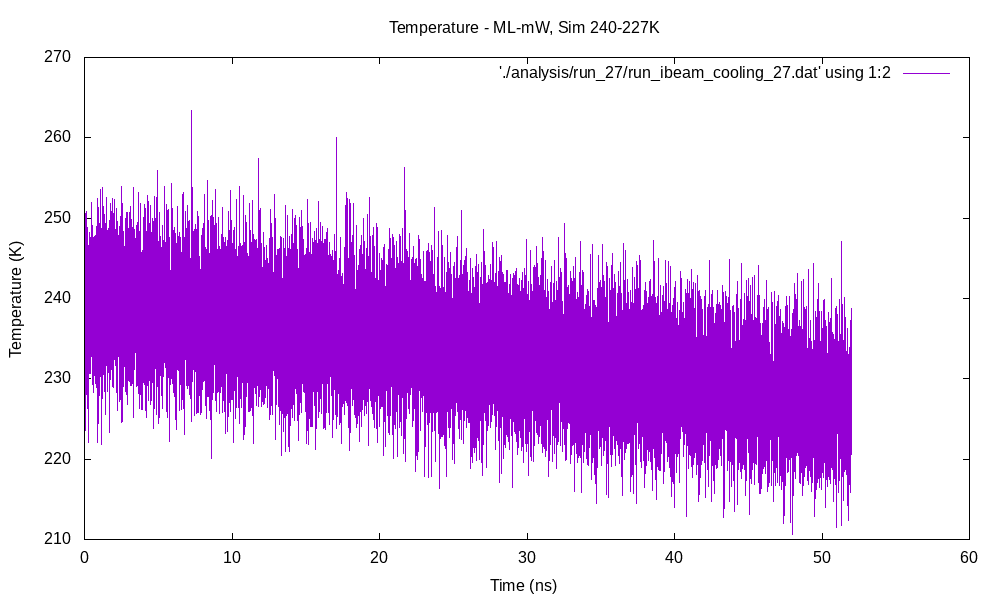 Temperature - ML-mW, Sim 240-227K
'./analysis/run_27/run_ibeam_cooling_27.dat' using 1:2
270
260
250
240
230
220
210
Temperature (K)
0 10 20 30 40 50 60
Time (ns)